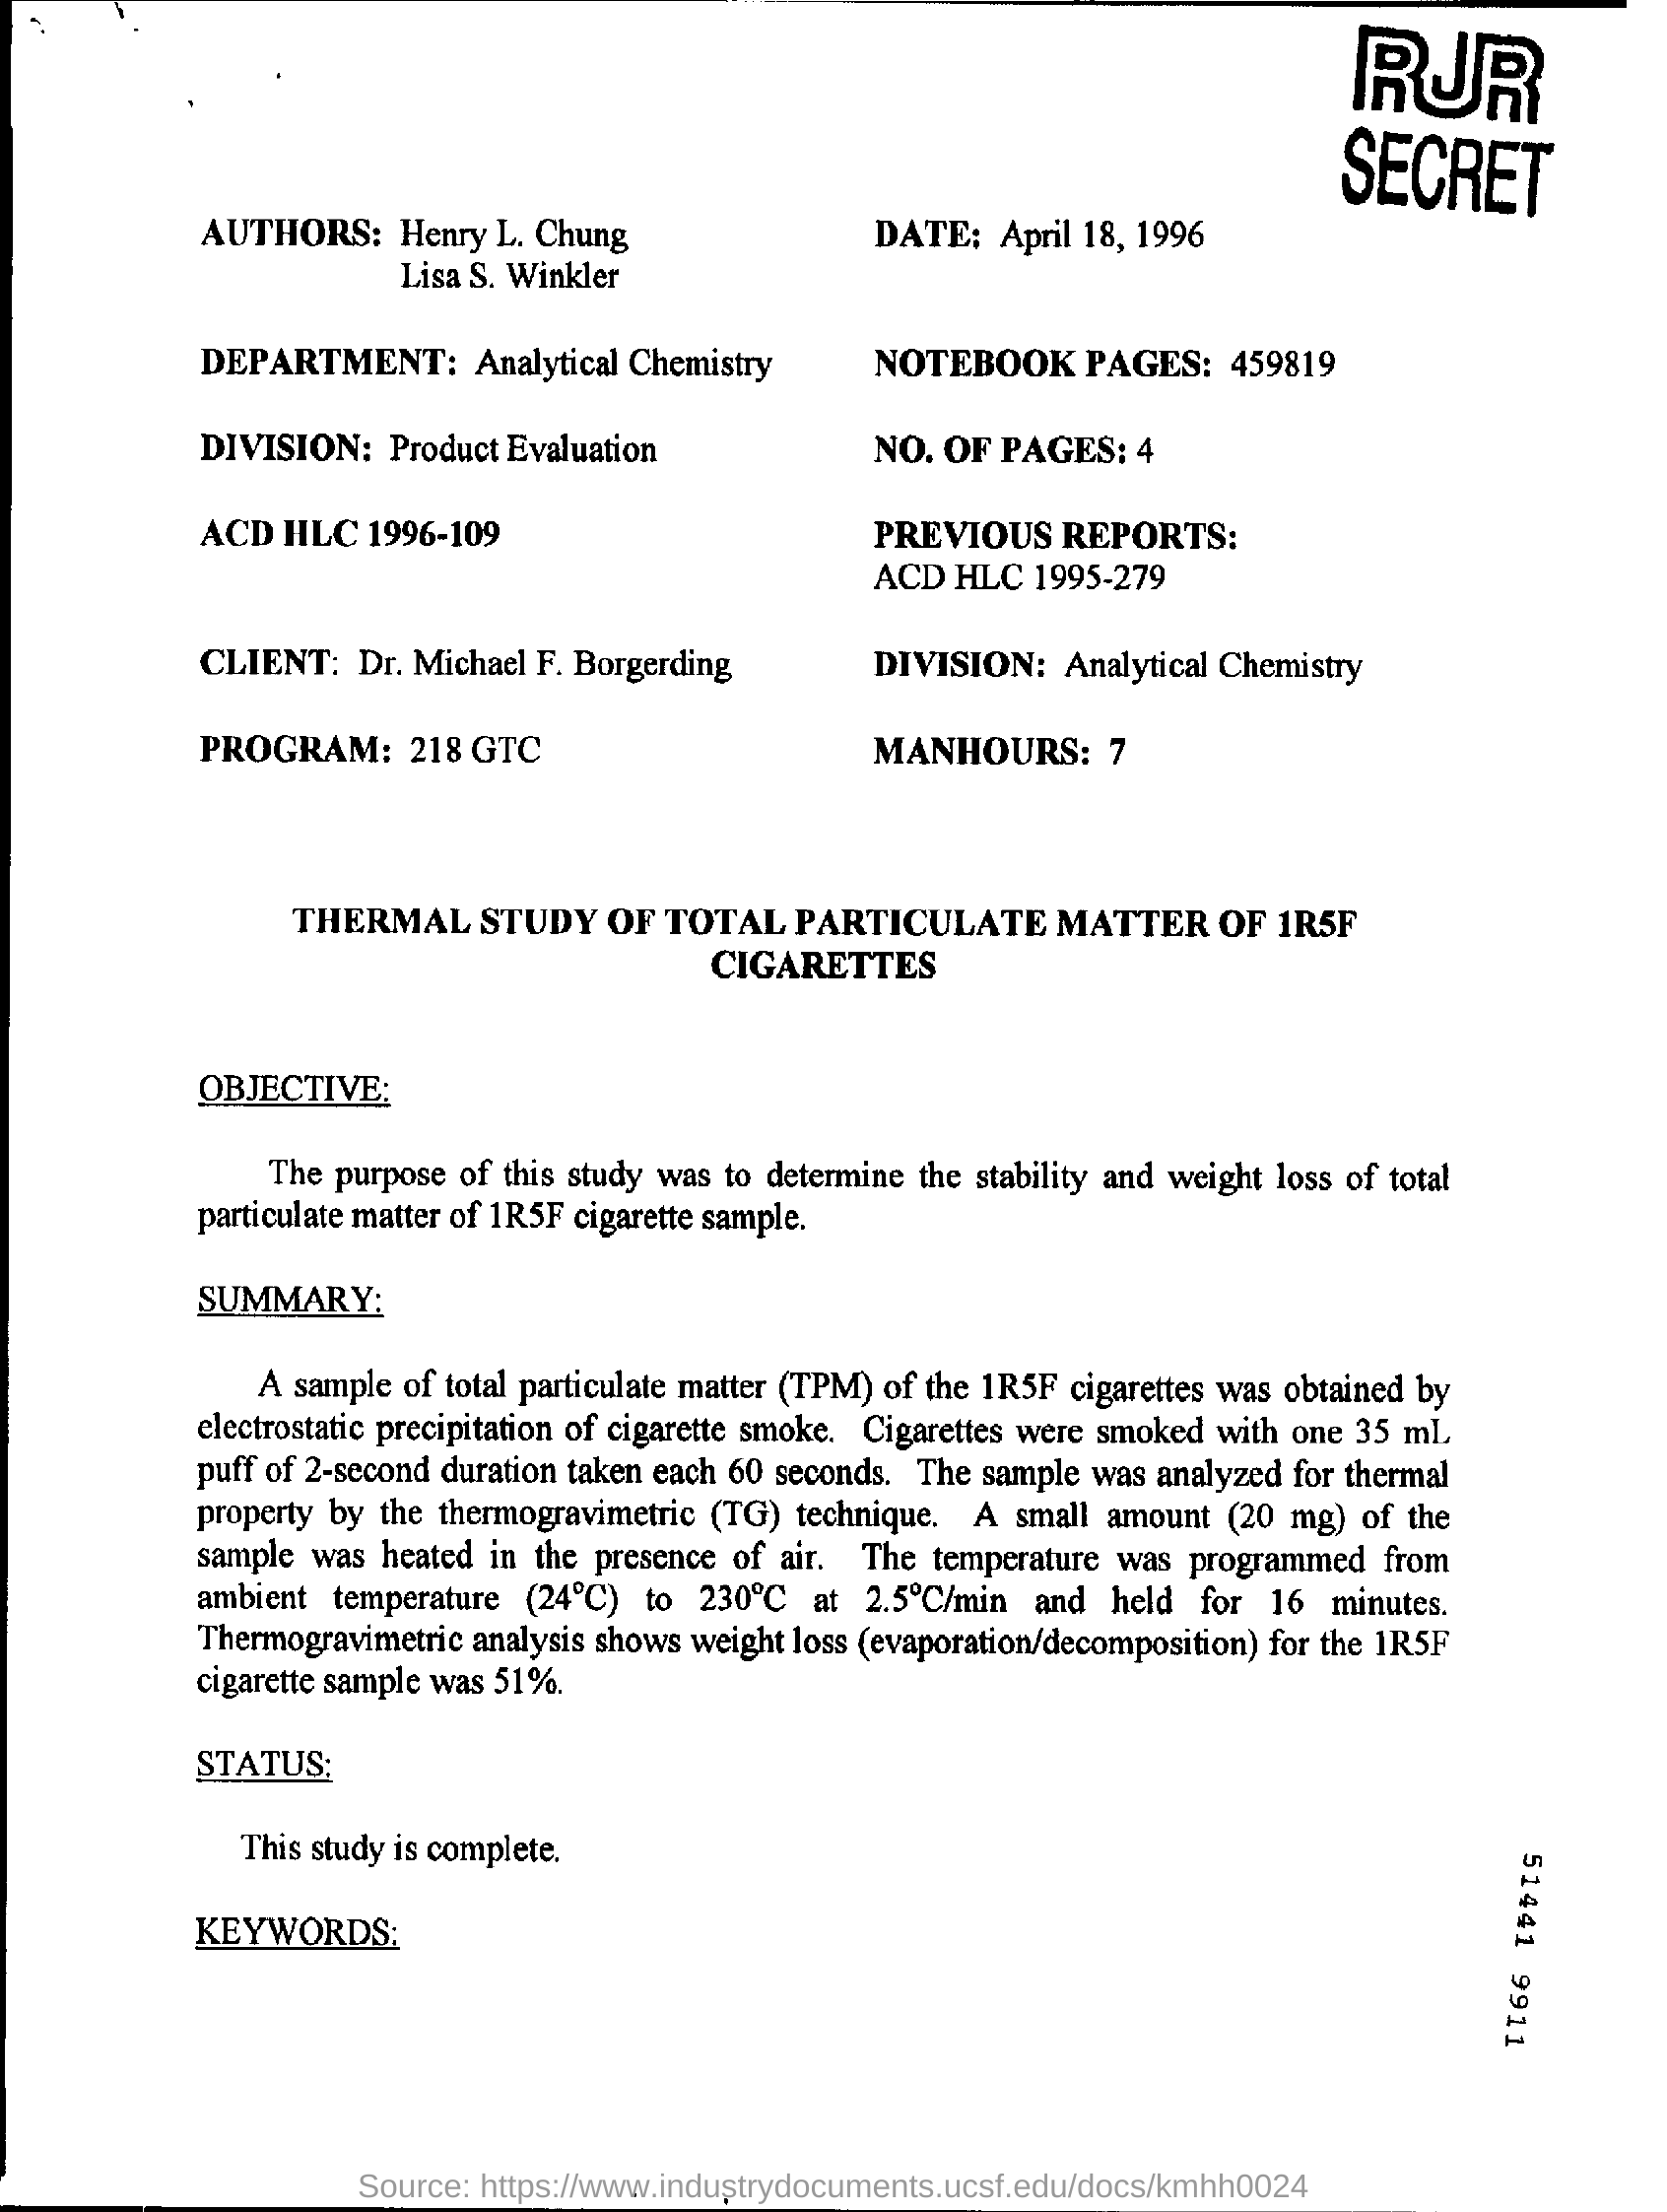 RJR
SECRET
AUTHORS: Henry L. Chung
Lisa S. Winkler
DATE: April 18, 1996
DEPARTMENT: Analytical Chemistry
NOTEBOOK PAGES: 459819
DIVISION: Product Evaluation
NO. OF PAGES: 4
ACD HLC 1996-109
PREVIOUS REPORTS:
ACD HLC 1995-279
CLIENT: Dr. Michael F. Borgerding
DIVISION: Analytical Chemistry
PROGRAM: 218 GTC
MANHOURS: 7
THERMAL STUDY OF TOTAL PARTICULATE MATTER OF 1R5F
CIGARETTES
OBJECTIVE:
The purpose of this study was to determine the stability and weight loss of total
particulate matter of 1R5F cigarette sample.
SUMMARY:
A sample of total particulate matter (TPM) of the 1R5F cigarettes was obtained by
electrostatic precipitation of cigarette smoke. Cigarettes were smoked with one 35 mL
puff of 2-second duration taken each 60 seconds. The sample was analyzed for thermal
property by the thermogravimetric (TG) technique. A small amount (20 mg) of the
sample was heated in the presence of air. The temperature was programmed from
ambient temperature (24°C) to 230°C at 2.5°C/min and held for 16 minutes.
Thermogravimetric analysis shows weight loss (evaporation/decomposition) for the 1R5F
cigarette sample was 51%.
STATUS:
This study is complete.
KEYWORDS:
51441 9911
Source: https://www.industrydocuments.ucsf.edu/docs/kmhh0024